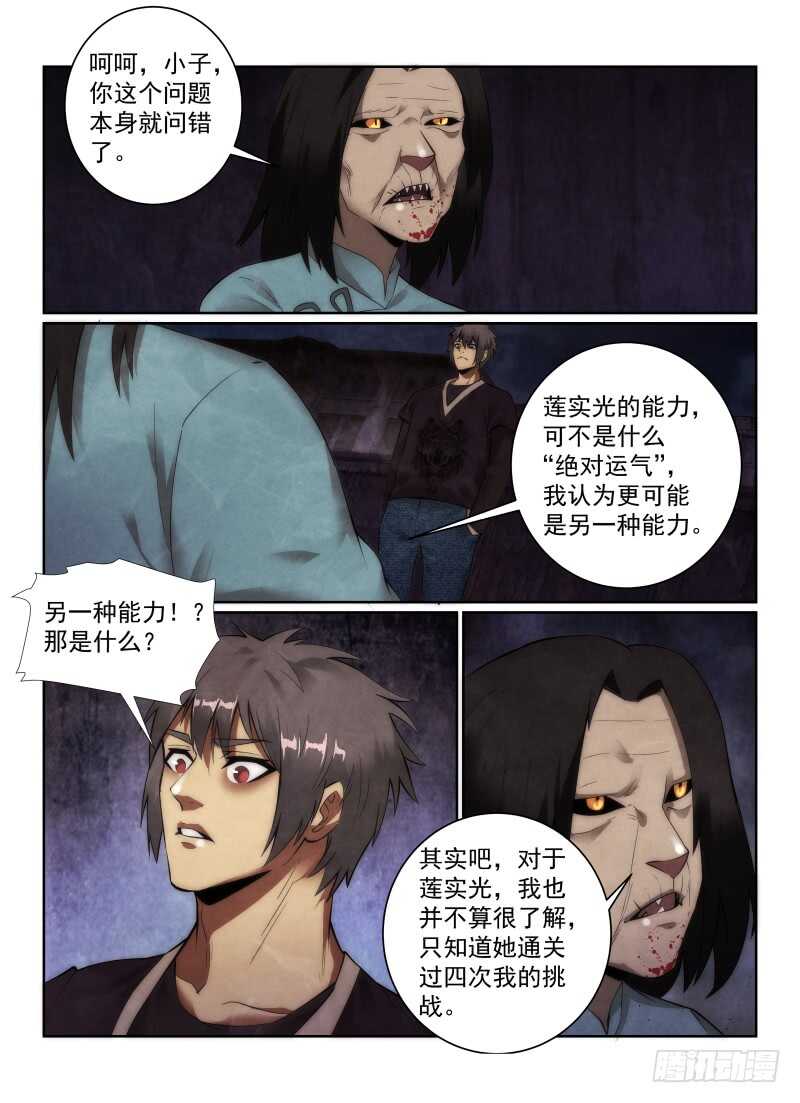 呵呵，小子，
你这个问题
本身就问错
了。
莲实光的能力，
可不是什么
“绝对运气”，
我认为更可能
是另一种能力。
另一种能力！？
那是什么？
其实吧，对于
莲实光，我也
并不算很了解，
只知道她通关
过四次我的挑
战。
腾讯动漫